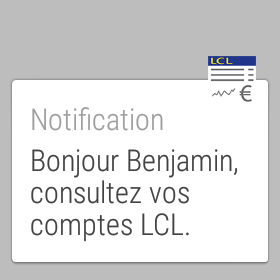 LCL
€
Notification
Bonjour Benjamin,
consultez vos
comptes LCL.